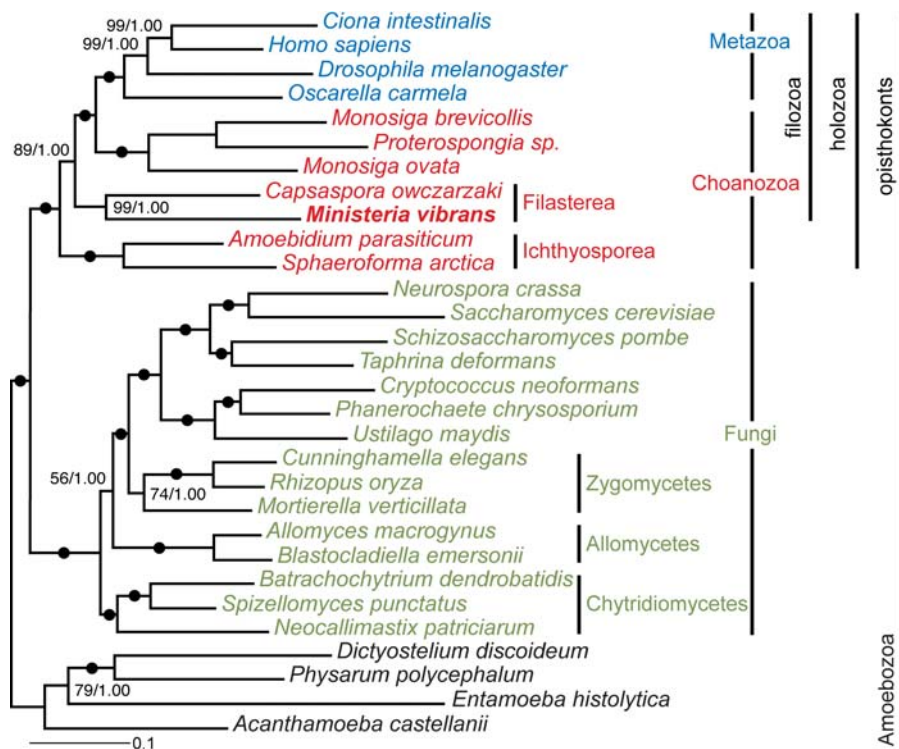 99/1.00
Ciona intestinalis
99/1.00
Homo sapiens
Metazoa
Drosophila melanogaster
Oscarella carmela
filozoa
holozoa
opisthokonts
Monosiga brevicollis
Proterospongia sp.
89/1.00
Monosiga ovata
Choanozoa
Capsaspora owczarzaki
Filasterea
99/1.00
Ministeria vibrans
Amoebidium parasiticum
Ichthyosporea
Sphaeroforma arctica
Neurospora crassa
Saccharomyces cerevisiae
Schizosaccharomyces pombe
Taphrina deformans
Cryptococcus neoformans
Phanerochaete chrysosporium
Ustilago maydis
Fungi
Cunninghamella elegans
56/1.00
Rhizopus oryza
Zygomycetes
74/1.00
Mortierella verticillata
Allomyces macrogynus
Allomycetes
Blastocladiella emersonii
Batrachochytrium dendrobatidis
Spizellomyces punctatus
Chytridiomycetes
Neocallimastix patriciarum
Dictyostelium discoideum
Physarum polycephalum
79/1.00
Entamoeba histolytica
Acanthamoeba castellanii
Amoebozoa
0.1